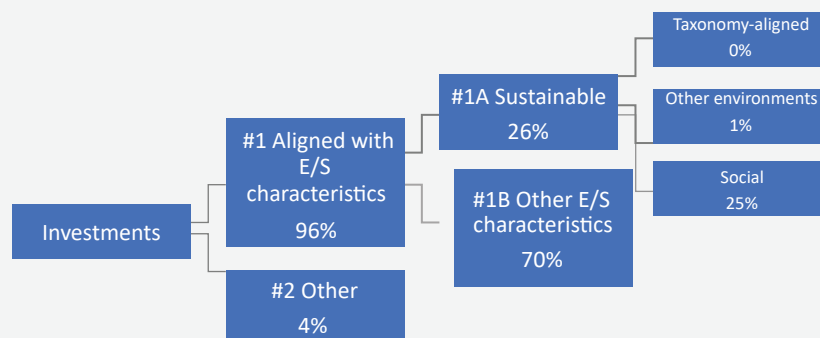 Investments
#1 Aligned with
E/S
characteristics
96%
#2 Other
4%
#1A Sustainable
26%
#1B Other E/S
characteristics
70%
Taxonomy-aligned
0%
Other environments
1%
Social
25%